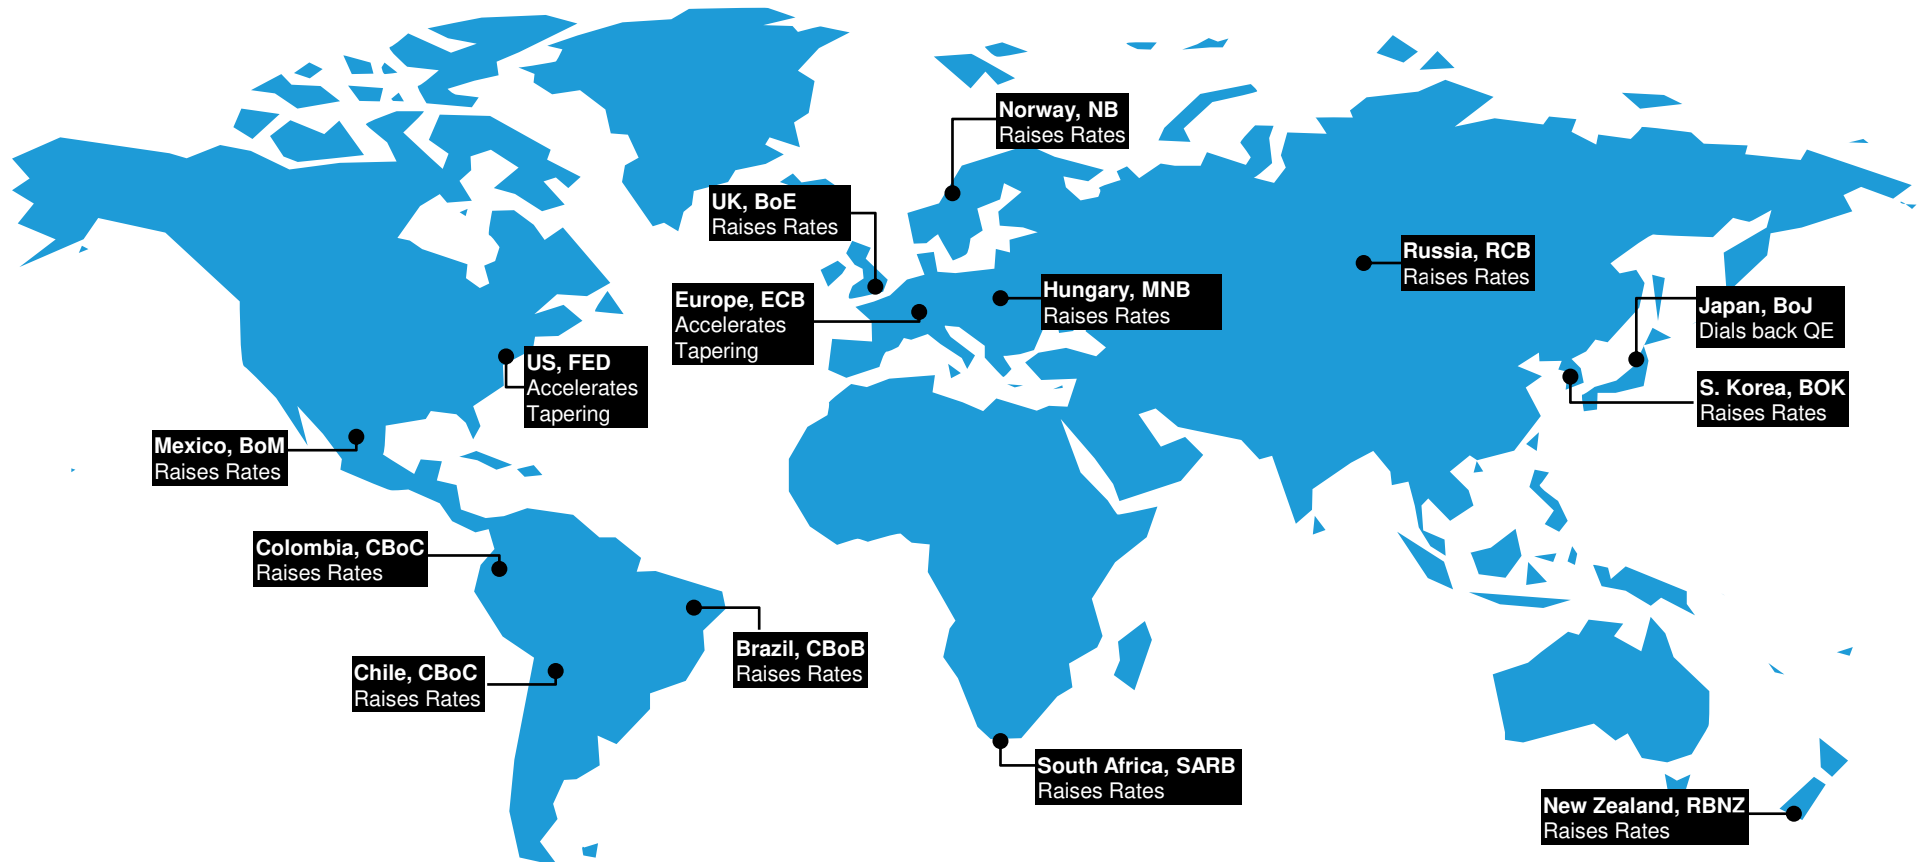 Norway, NB
Raises Rates
UK, BoE
Raises Rates
Russia, RCB
Raises Rates
Europe, ECB
Accelerates
Tapering
Hungary, MNB
Raises Rates
Japan, BoJ
Dials back QE
US, FED
Accelerates
Tapering
S. Korea, BOK
Raises Rates
Mexico, BoM
Raises Rates
Colombia, CBoC
Raises Rates
Brazil, CBoB
Raises Rates
Chile, CBoC
Raises Rates
South Africa, SARB
Raises Rates
New Zealand, RBNZ
Raises Rates